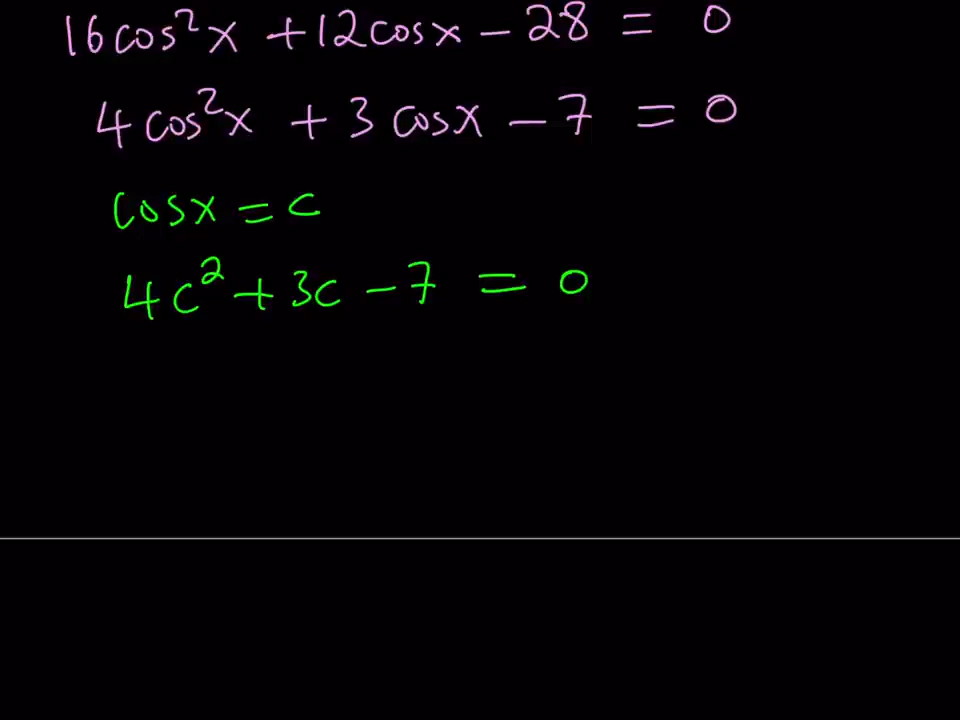 16cos²x + 12cosx - 28 = 0
4cos²x + 3cosx - 7 = 0
cosx = c
4c² + 3c - 7 = 0